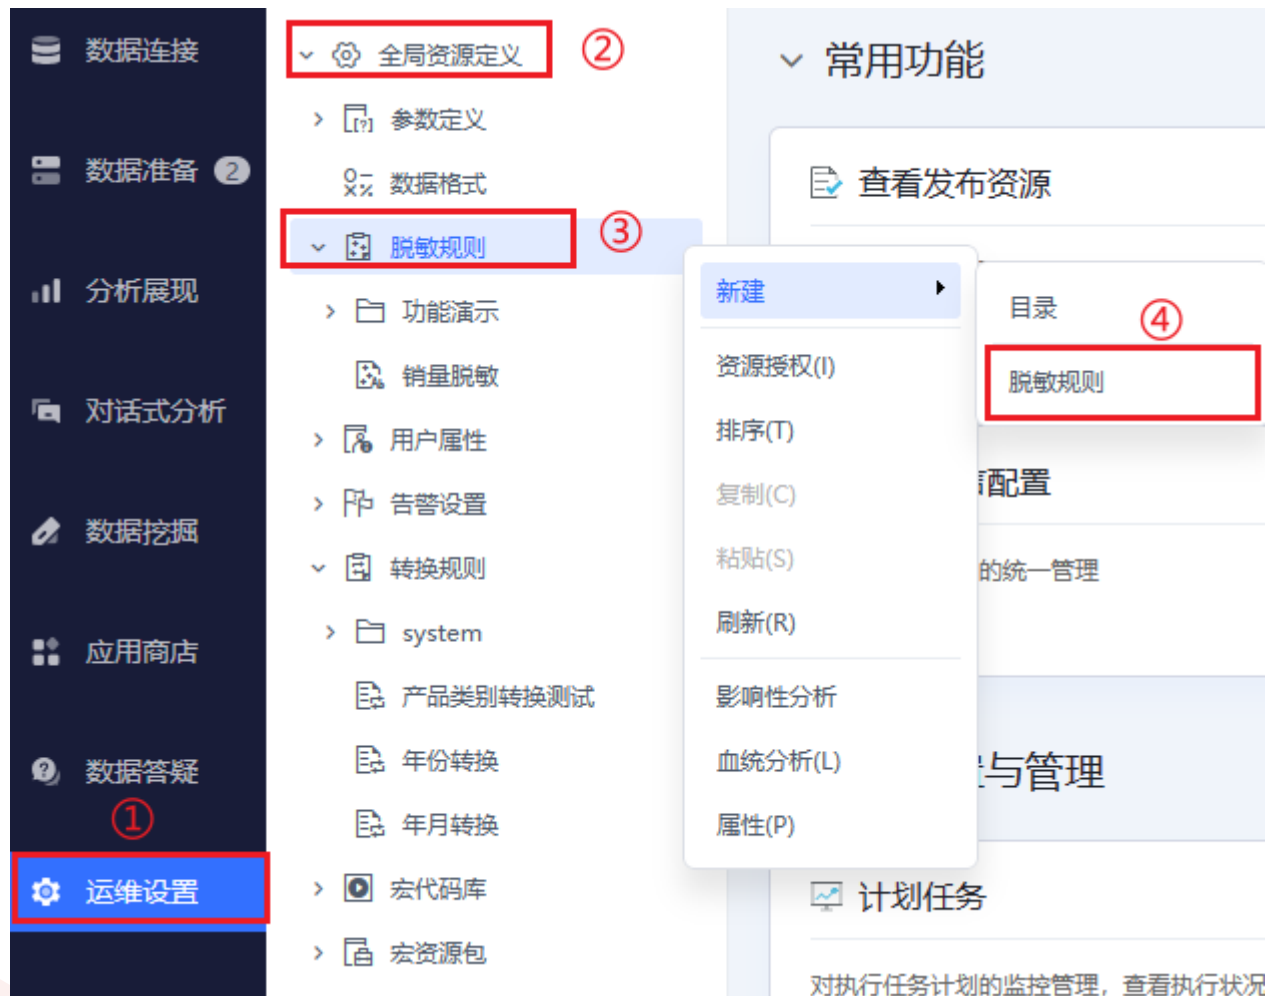 数据连接
数据准备 2
分析展现
对话式分析
数据挖掘
应用商店
数据答疑
①
运维设置
全局资源定义 ②
参数定义
数据格式
脱敏规则 ③
功能演示
销量脱敏
用户属性
告警设置
转换规则
system
产品类别转换测试
年份转换
年月转换
宏代码库
宏资源包
新建
资源授权(I)
排序(T)
复制(C)
粘贴(S)
刷新(R)
影响性分析
血统分析(L)
属性(P)
目录
④
脱敏规则
常用功能
查看发布资源
配置
的统一管理
与管理
计划任务
对执行任务计划的监控管理，查看执行状况